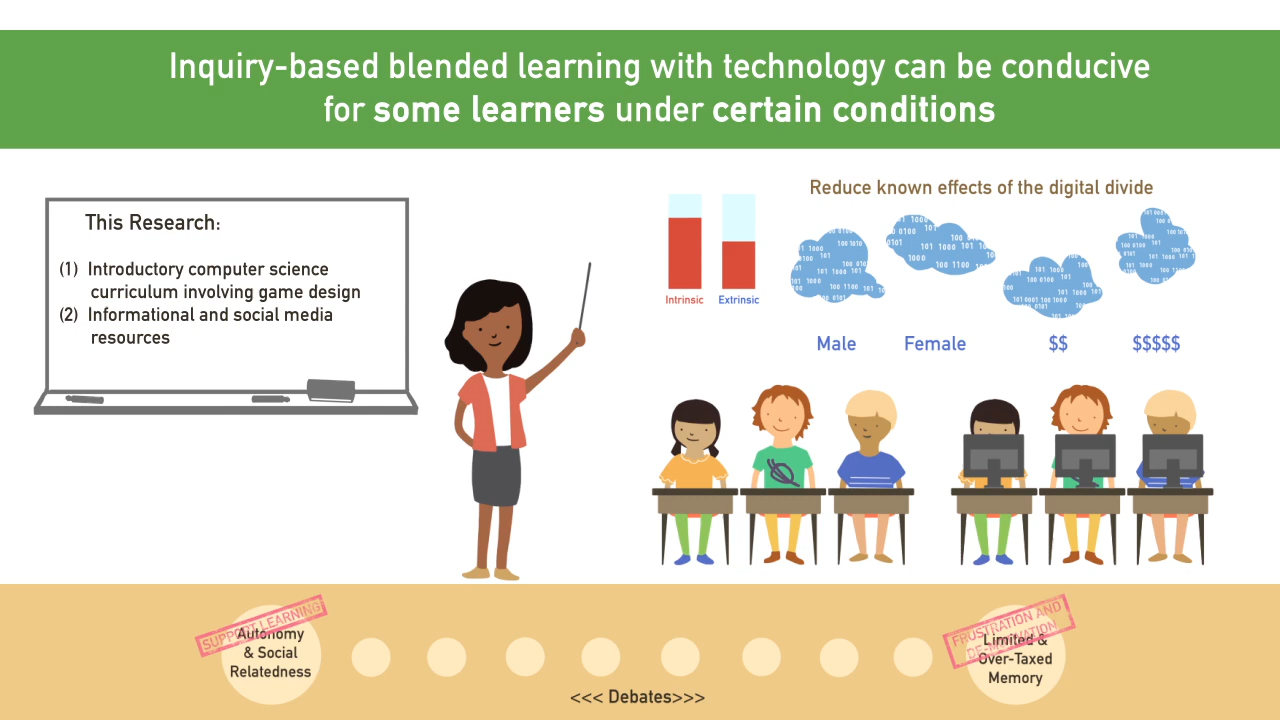 Inquiry-based blended learning with technology can be conducive
for some learners under certain conditions
This Research:
(1) Introductory computer science
curriculum involving game design
(2) Informational and social media
resources
Reduce known effects of the digital divide
Intrinsic
Extrinsic
Male
Female
$$
$$$$$
SUPPORT LEARNING
Autonomy
& Social
Relatedness
FRUSTRATION AND
DE-MOTIVATION
Limited &
Over-Taxed
Memory
<<< Debates>>>